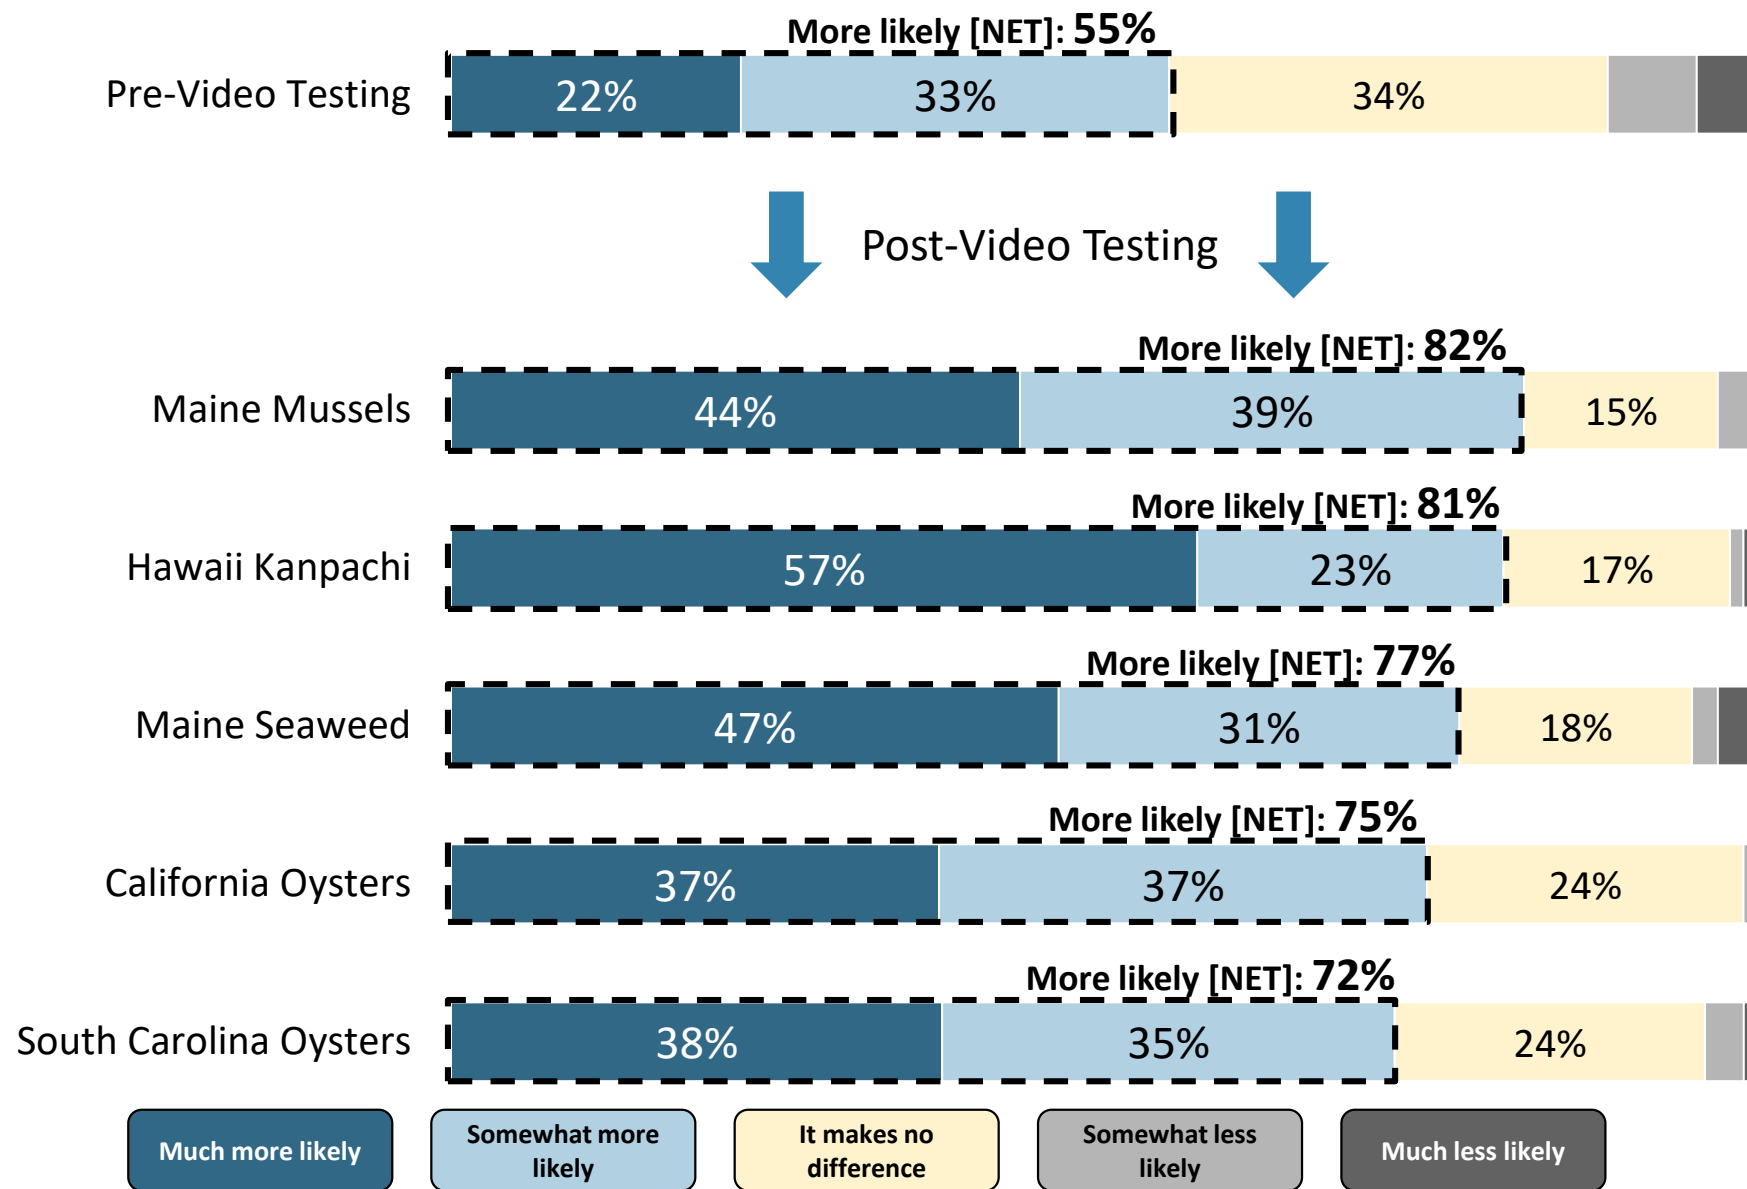 More likely [NET]: 55%
Pre-Video Testing 22% 33% 34%
Post-Video Testing
More likely [NET]: 82%
Maine Mussels 44% 39% 15%
More likely [NET]: 81%
Hawaii Kanpachi 57% 23% 17%
More likely [NET]: 77%
Maine Seaweed 47% 31% 18%
More likely [NET]: 75%
California Oysters 37% 37% 24%
More likely [NET]: 72%
South Carolina Oysters 38% 35% 24%
Much more likely
Somewhat more
likely
It makes no
difference
Somewhat less
likely
Much less likely